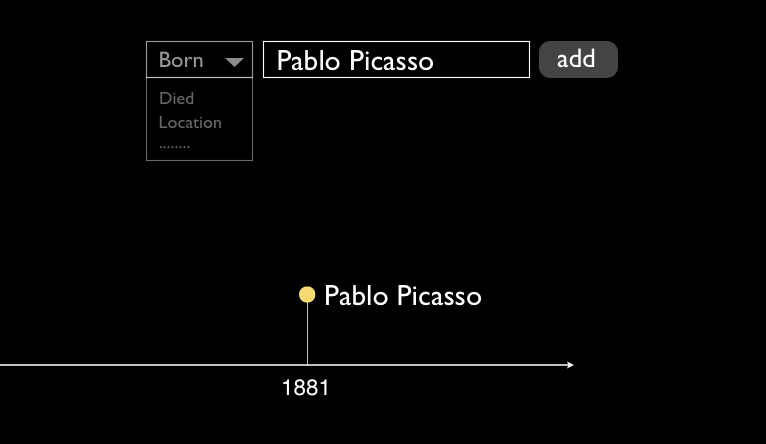 Born
Pablo Picasso
add
Died
Location
........
Pablo Picasso
1881